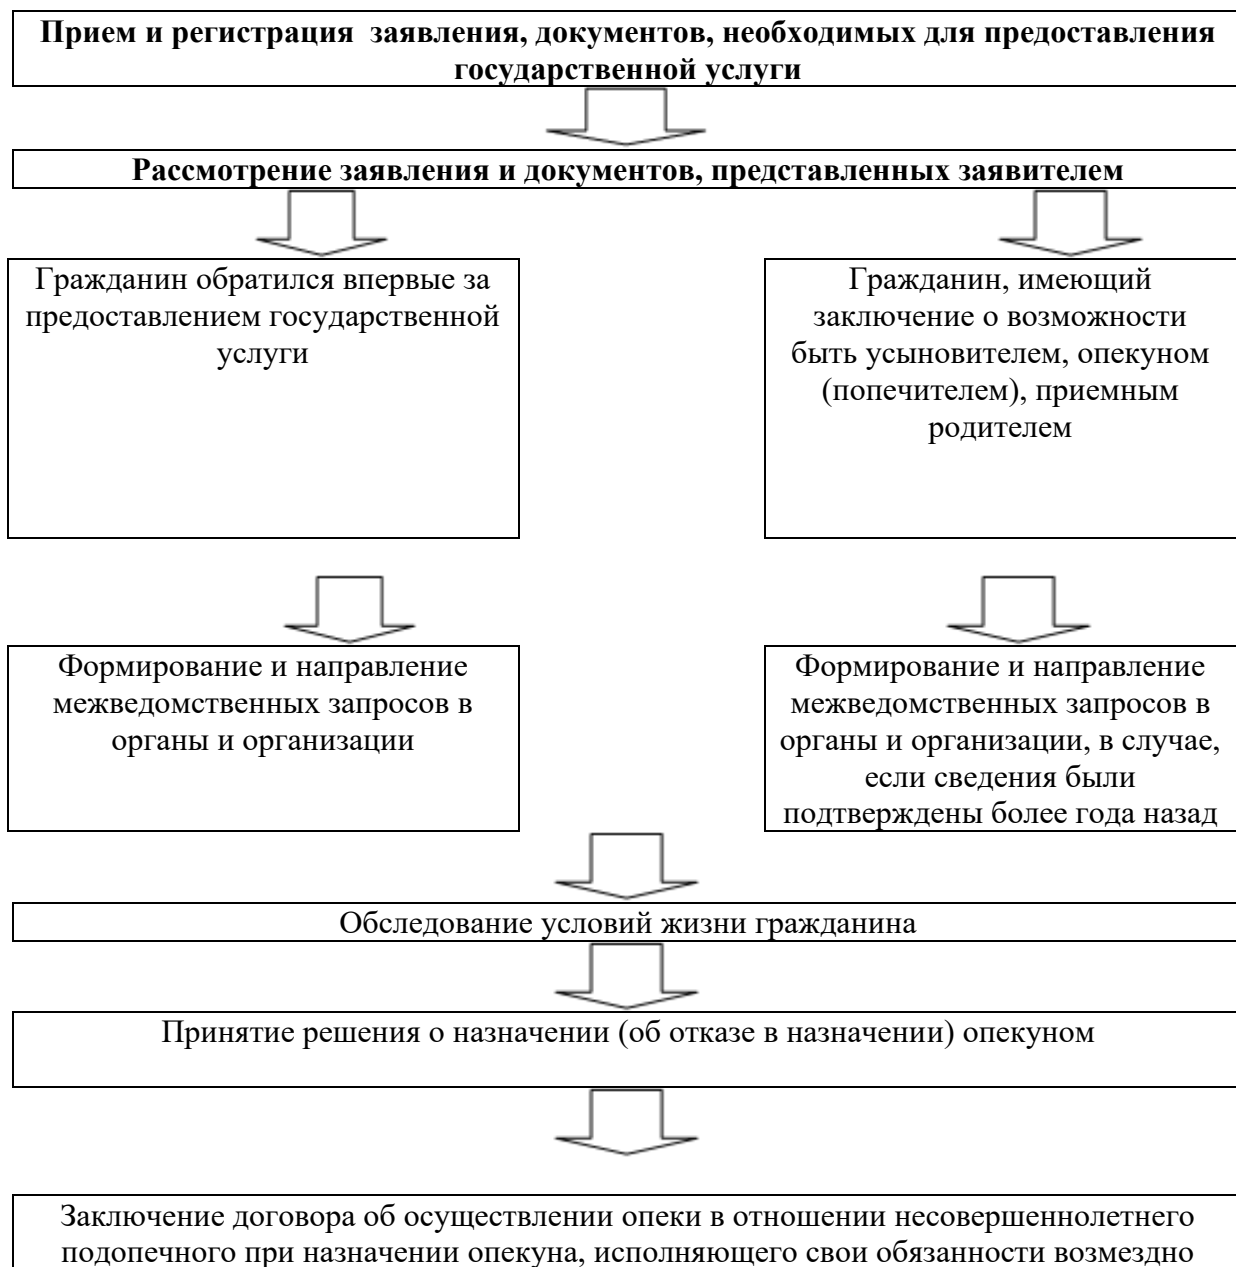 Прием и регистрация  заявления, документов, необходимых для предоставления
государственной услуги
Рассмотрение заявления и документов, представленных заявителем
Гражданин обратился впервые за
предоставлением государственной
услуги
Гражданин, имеющий
заключение о возможности
быть усыновителем, опекуном
(попечителем), приемным
родителем
Формирование и направление
межведомственных запросов в
органы и организации
Формирование и направление
межведомственных запросов в
органы и организации, в случае,
если сведения были
подтверждены более года назад
Обследование условий жизни гражданина
Принятие решения о назначении (об отказе в назначении) опекуном
Заключение договора об осуществлении опеки в отношении несовершеннолетнего
подопечного при назначении опекуна, исполняющего свои обязанности возмездно